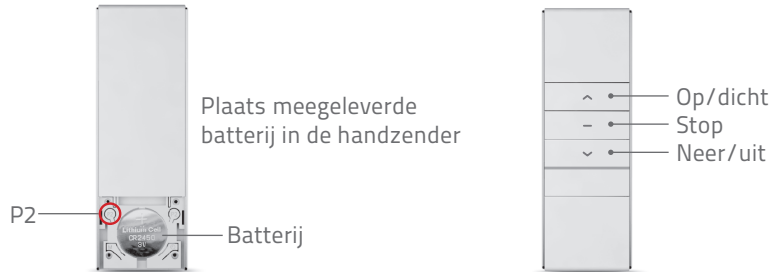 Plaats meegeleverde
batterij in de handzender
P2
Lithium Cell
CR2450
3V
Batterij
Op/dicht
Stop
Neer/uit